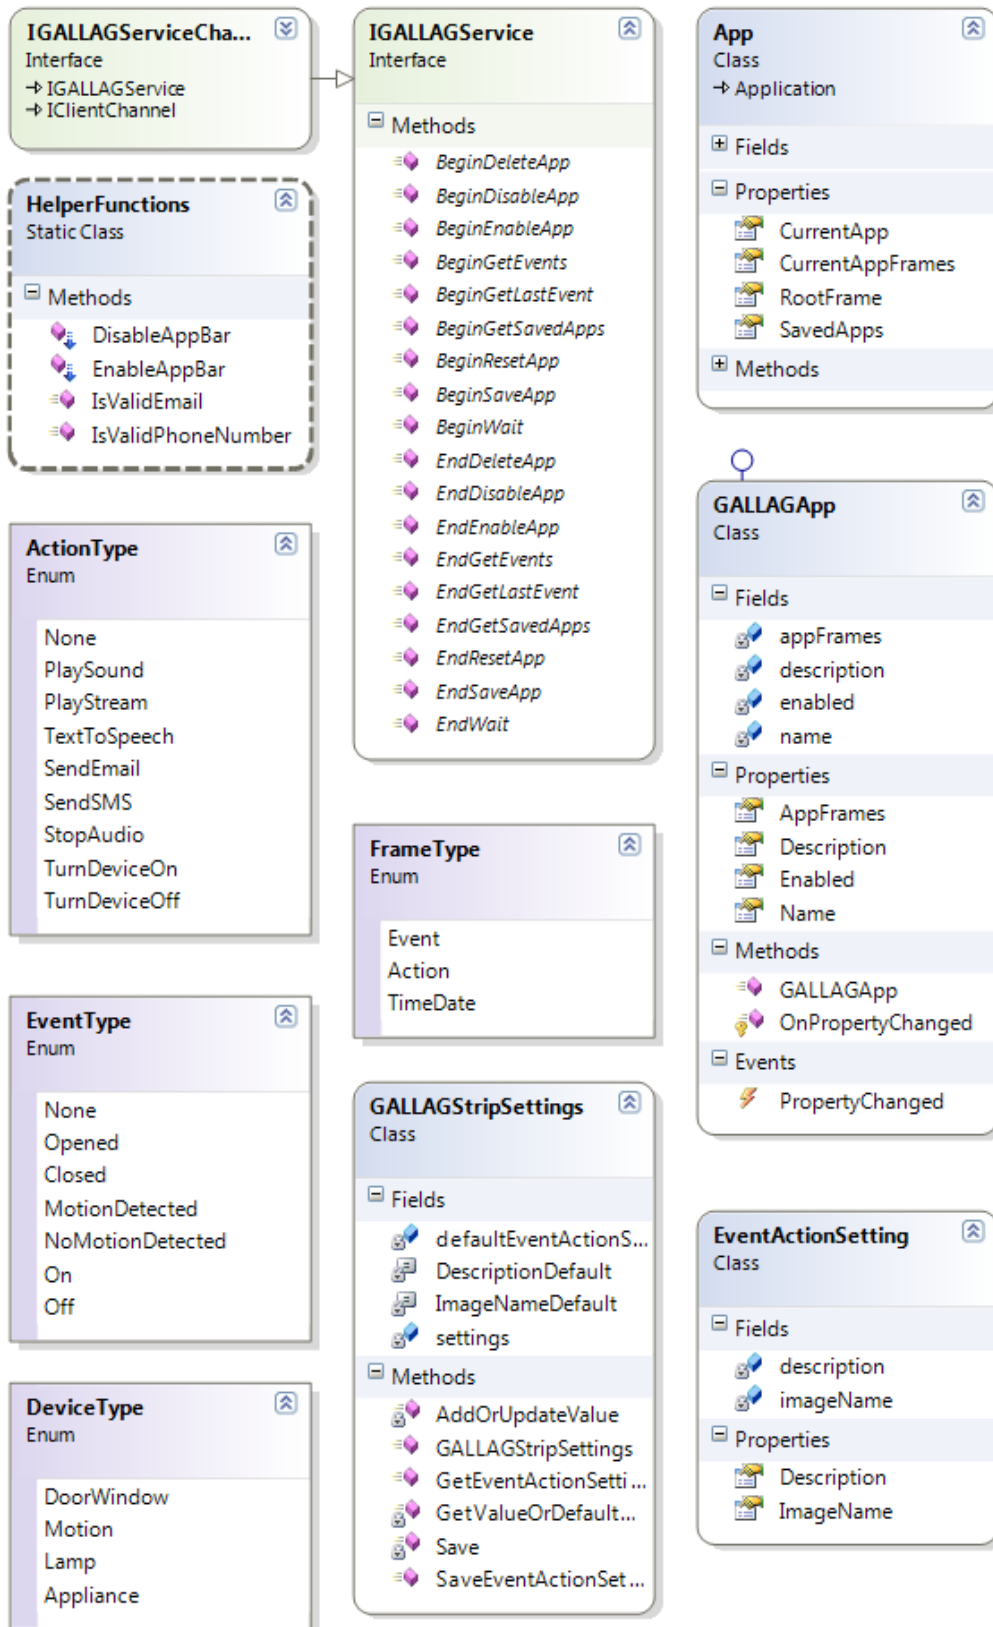 IGALLAGServiceCha...
Interface
IGALLAGService
IClientChannel
HelperFunctions
Static Class
Methods
DisableAppBar
EnableAppBar
IsValidEmail
IsValidPhoneNumber
ActionType
Enum
None
PlaySound
PlayStream
TextToSpeech
SendEmail
SendSMS
StopAudio
TurnDeviceOn
TurnDeviceOff
EventType
Enum
None
Opened
Closed
MotionDetected
NoMotionDetected
On
Off
DeviceType
Enum
DoorWindow
Motion
Lamp
Appliance
IGALLAGService
Interface
Methods
BeginDeleteApp
BeginDisableApp
BeginEnableApp
BeginGetEvents
BeginGetLastEvent
BeginGetSavedApps
BeginResetApp
BeginSaveApp
BeginWait
EndDeleteApp
EndDisableApp
EndEnableApp
EndGetEvents
EndGetLastEvent
EndGetSavedApps
EndResetApp
EndSaveApp
EndWait
FrameType
Enum
Event
Action
TimeDate
GALLAGStripSettings
Class
Fields
defaultEventActionS...
DescriptionDefault
ImageNameDefault
settings
Methods
AddOrUpdateValue
GALLAGStripSettings
GetEventActionSetti...
GetValueOrDefault...
Save
SaveEventActionSet...
App
Class
Application
Fields
Properties
CurrentApp
CurrentAppFrames
RootFrame
SavedApps
Methods
GALLAGApp
Class
Fields
appFrames
description
enabled
name
Properties
AppFrames
Description
Enabled
Name
Methods
GALLAGApp
OnPropertyChanged
Events
PropertyChanged
EventActionSetting
Class
Fields
description
imageName
Properties
Description
ImageName